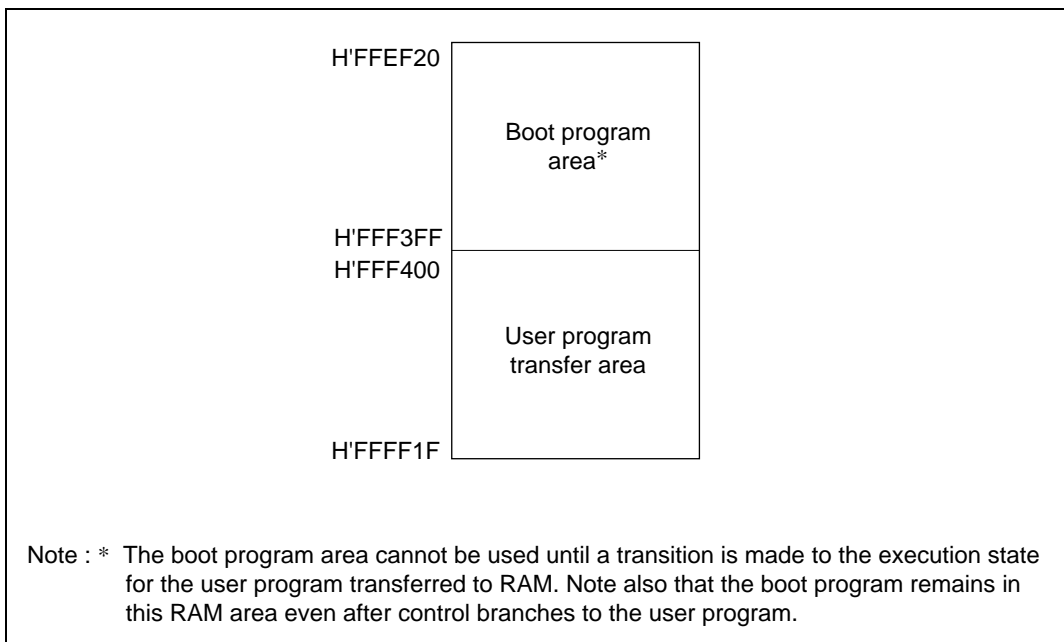 H'FFEF20
Boot program
area*
H'FFF3FF
H'FFF400
User program
transfer area
H'FFFF1F
Note : * The boot program area cannot be used until a transition is made to the execution state
for the user program transferred to RAM. Note also that the boot program remains in
this RAM area even after control branches to the user program.